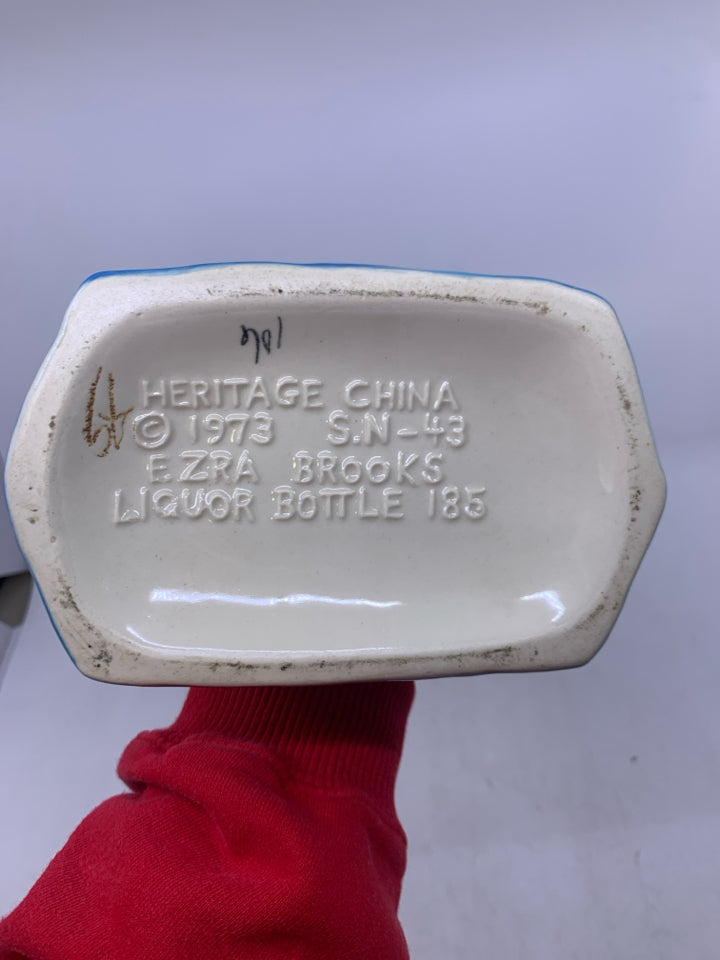 HERITAGE CHINA
© 1973 S.N-43
EZRA BROOKS
LIQUOR BOTTLE 185